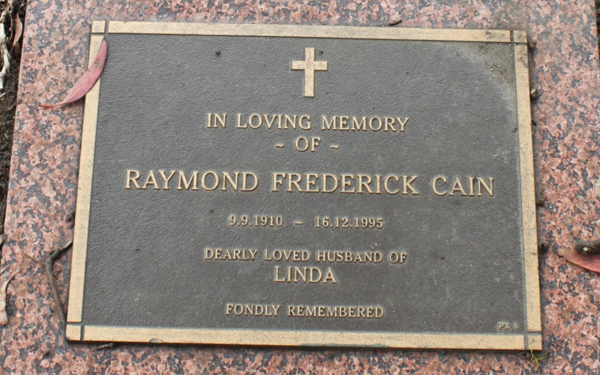 IN LOVING MEMORY
~ OF ~
RAYMOND FREDERICK CAIN
9.9.1910 – 16.12.1995
DEARLY LOVED HUSBAND OF
LINDA
FONDLY REMEMBERED